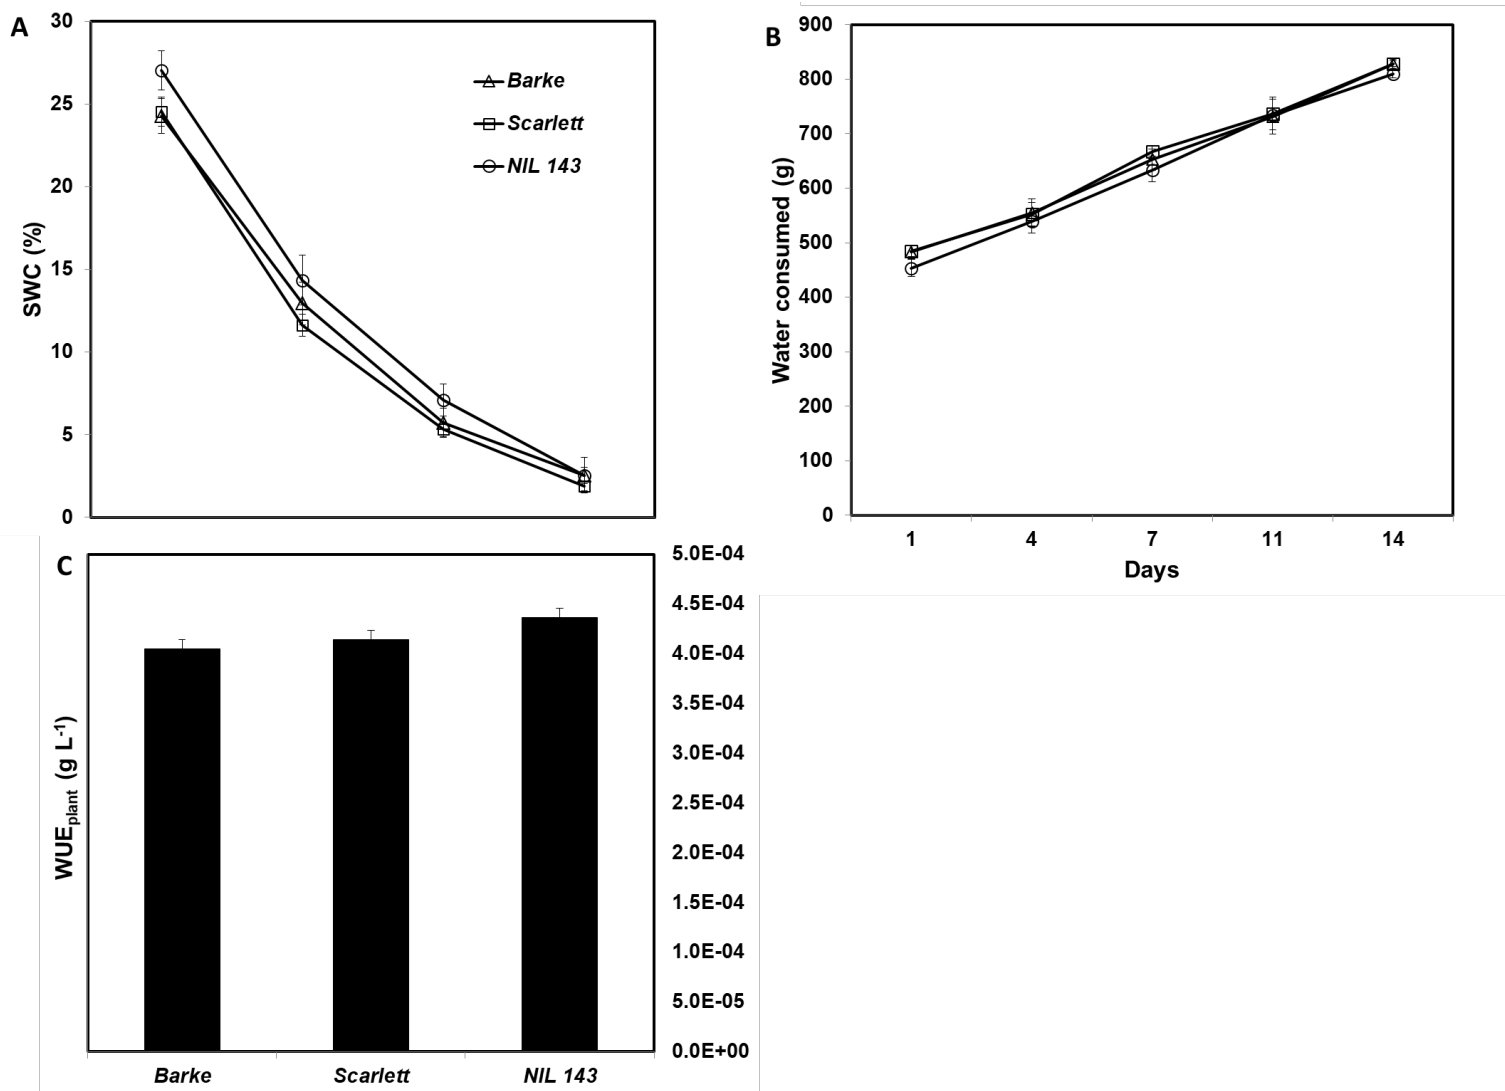 A
30
25
20
15
10
5
0
SWC (%)
Barke
Scarlett
NIL 143
B
900
800
700
600
500
400
300
200
100
0
Water consumed (g)
1 4 7 11 14
Days
C
WUEplant (g L-1)
5.0E-04
4.5E-04
4.0E-04
3.5E-04
3.0E-04
2.5E-04
2.0E-04
1.5E-04
1.0E-04
5.0E-05
0.0E+00
Barke Scarlett NIL 143